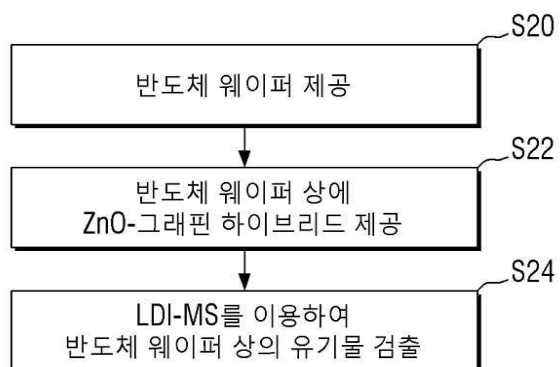 S20
반도체 웨이퍼 제공
S22
반도체 웨이퍼 상에
ZnO-그래핀 하이브리드 제공
S24
LDI-MS를 이용하여
반도체 웨이퍼 상의 유기물 검출